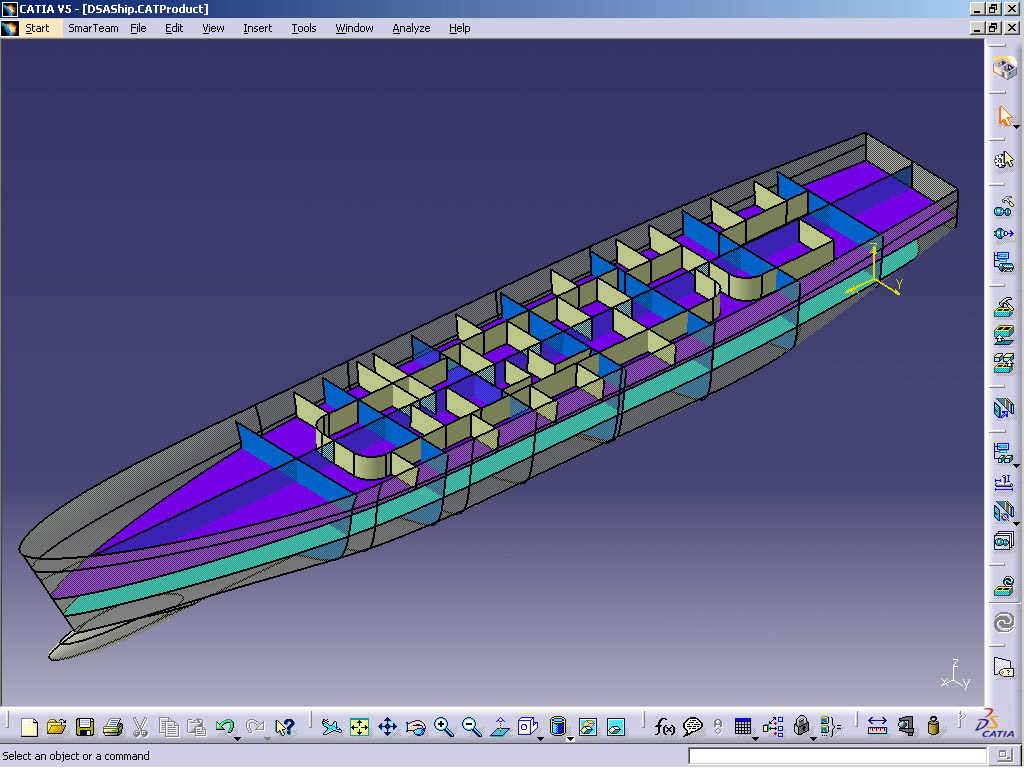 CATIA V5 - [DSAShip.CATProduct]
Start SmarTeam File Edit View Insert Tools Window Analyze Help
Z
Y
Z
X Y
f(x)
CATIA
Select an object or a command